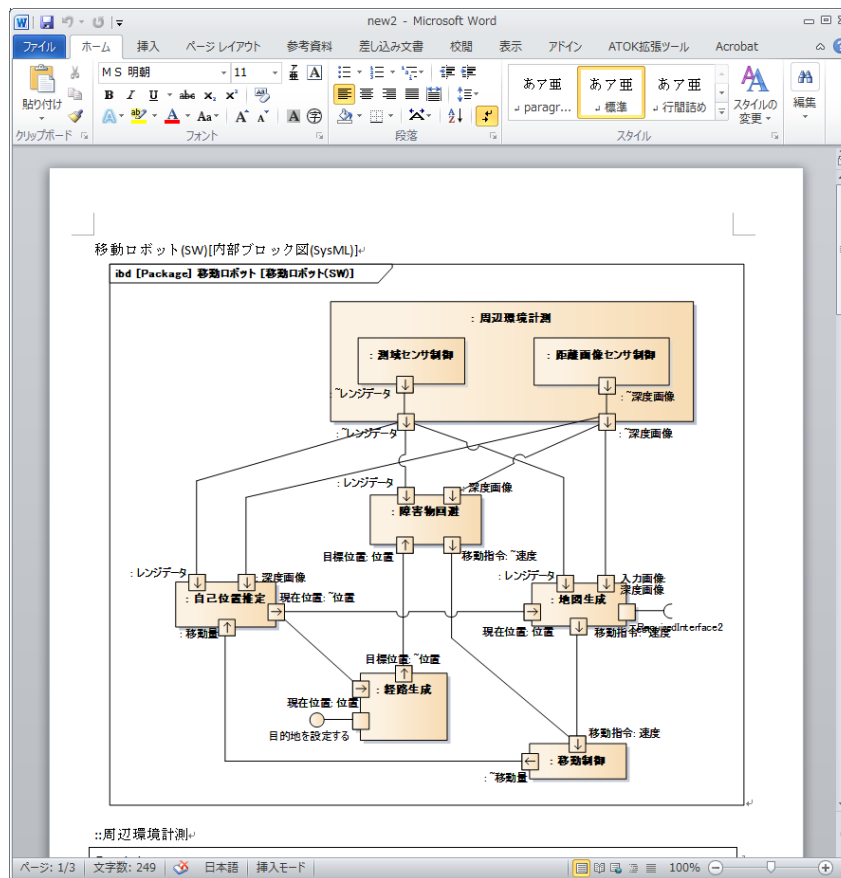 new2 - Microsoft Word
ファイル ホーム 挿入 ページ レイアウト 参考資料 差し込み文書 校閲 表示 アドイン ATOK拡張ツール Acrobat
貼り付け
MS 明朝 11
B I U abc x₂ x²
Aa
あア亜 あア亜 あア亜
paragr... 標準 行間詰め
スタイルの変更
編集
クリップボード フォント 段落 スタイル
移動ロボット(SW)[内部ブロック図(SysML)]
ibd [Package] 移動ロボット [移動ロボット(SW)]
: 周辺環境計測
: 測域センサ制御 : 距離画像センサ制御
: ~レンジデータ : ~深度画像
: ~レンジデータ : ~深度画像
: レンジデータ : 深度画像
: 障害物回避
目標位置: 位置 移動指令: ~速度
: レンジデータ : 深度画像
: 自己位置推定
現在位置: ~位置
: 移動量
: レンジデータ 入力画像: 深度画像
: 地図生成
RequiredInterface2
現在位置: 位置 移動指令: ~速度
目標位置: ~位置
: 経路生成
現在位置: 位置
目的地を設定する
移動指令: 速度
: 移動制御
: ~移動量
::周辺環境計測
ページ: 1/3 文字数: 249 日本語 挿入モード 100%